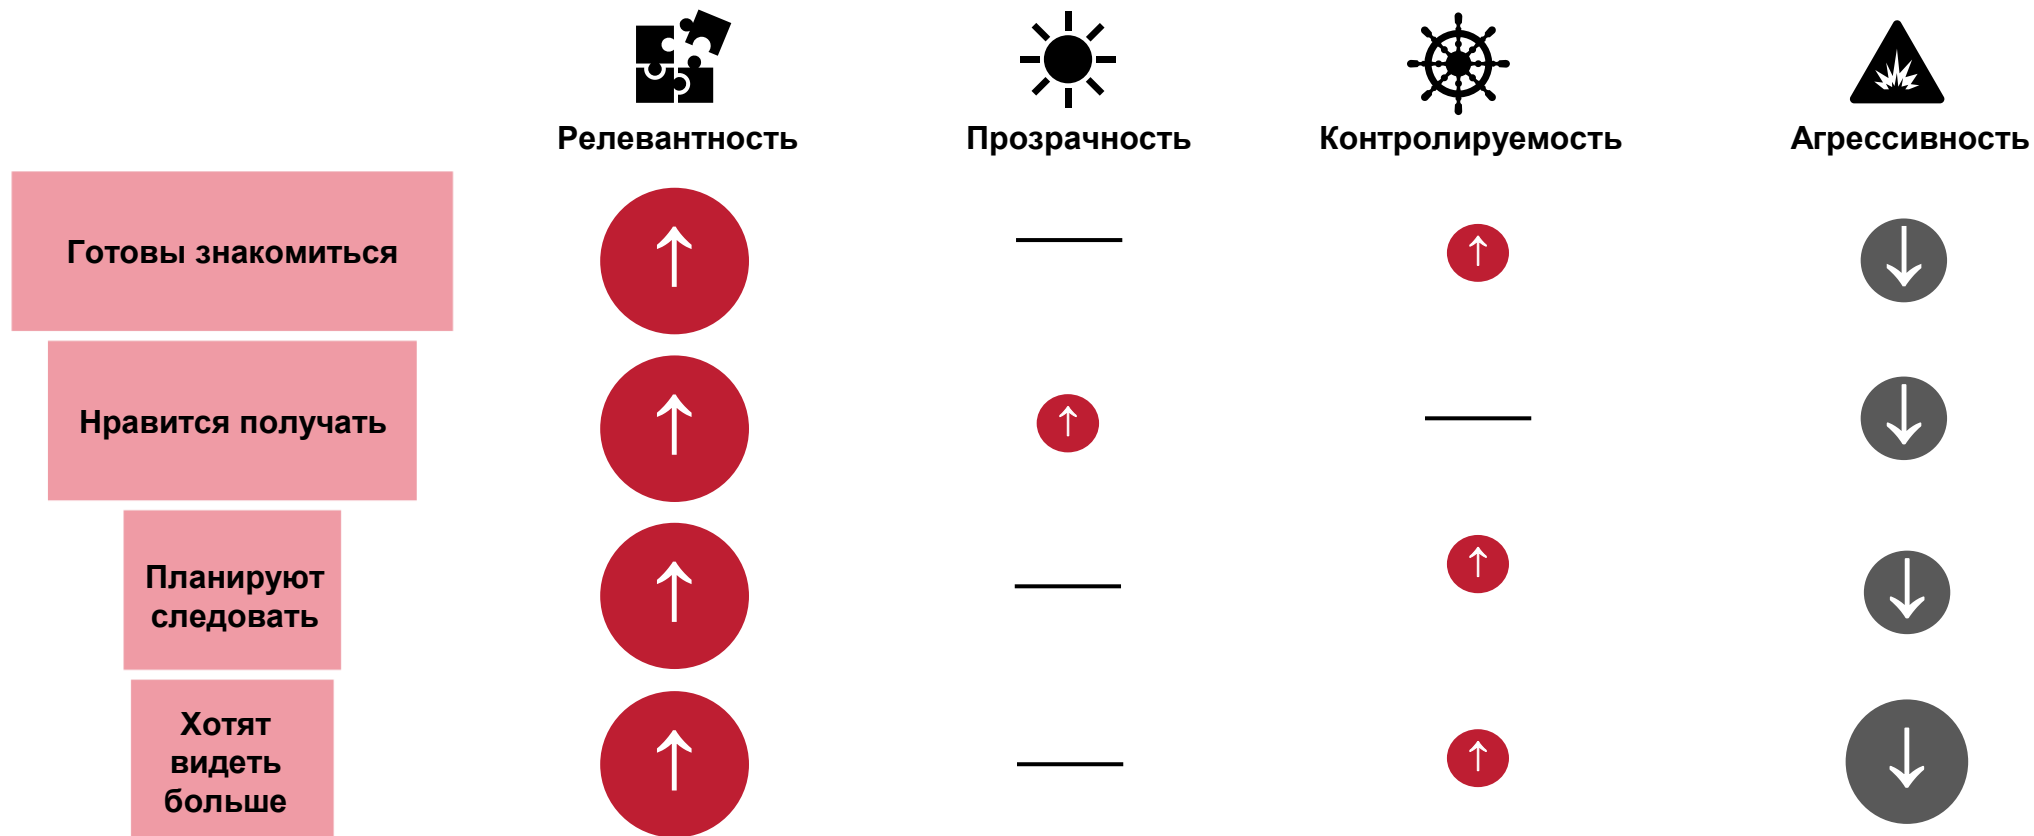 Релевантность
Прозрачность
Контролируемость
Агрессивность
Готовы знакомиться
Нравится получать
Планируют
следовать
Хотят
видеть
больше